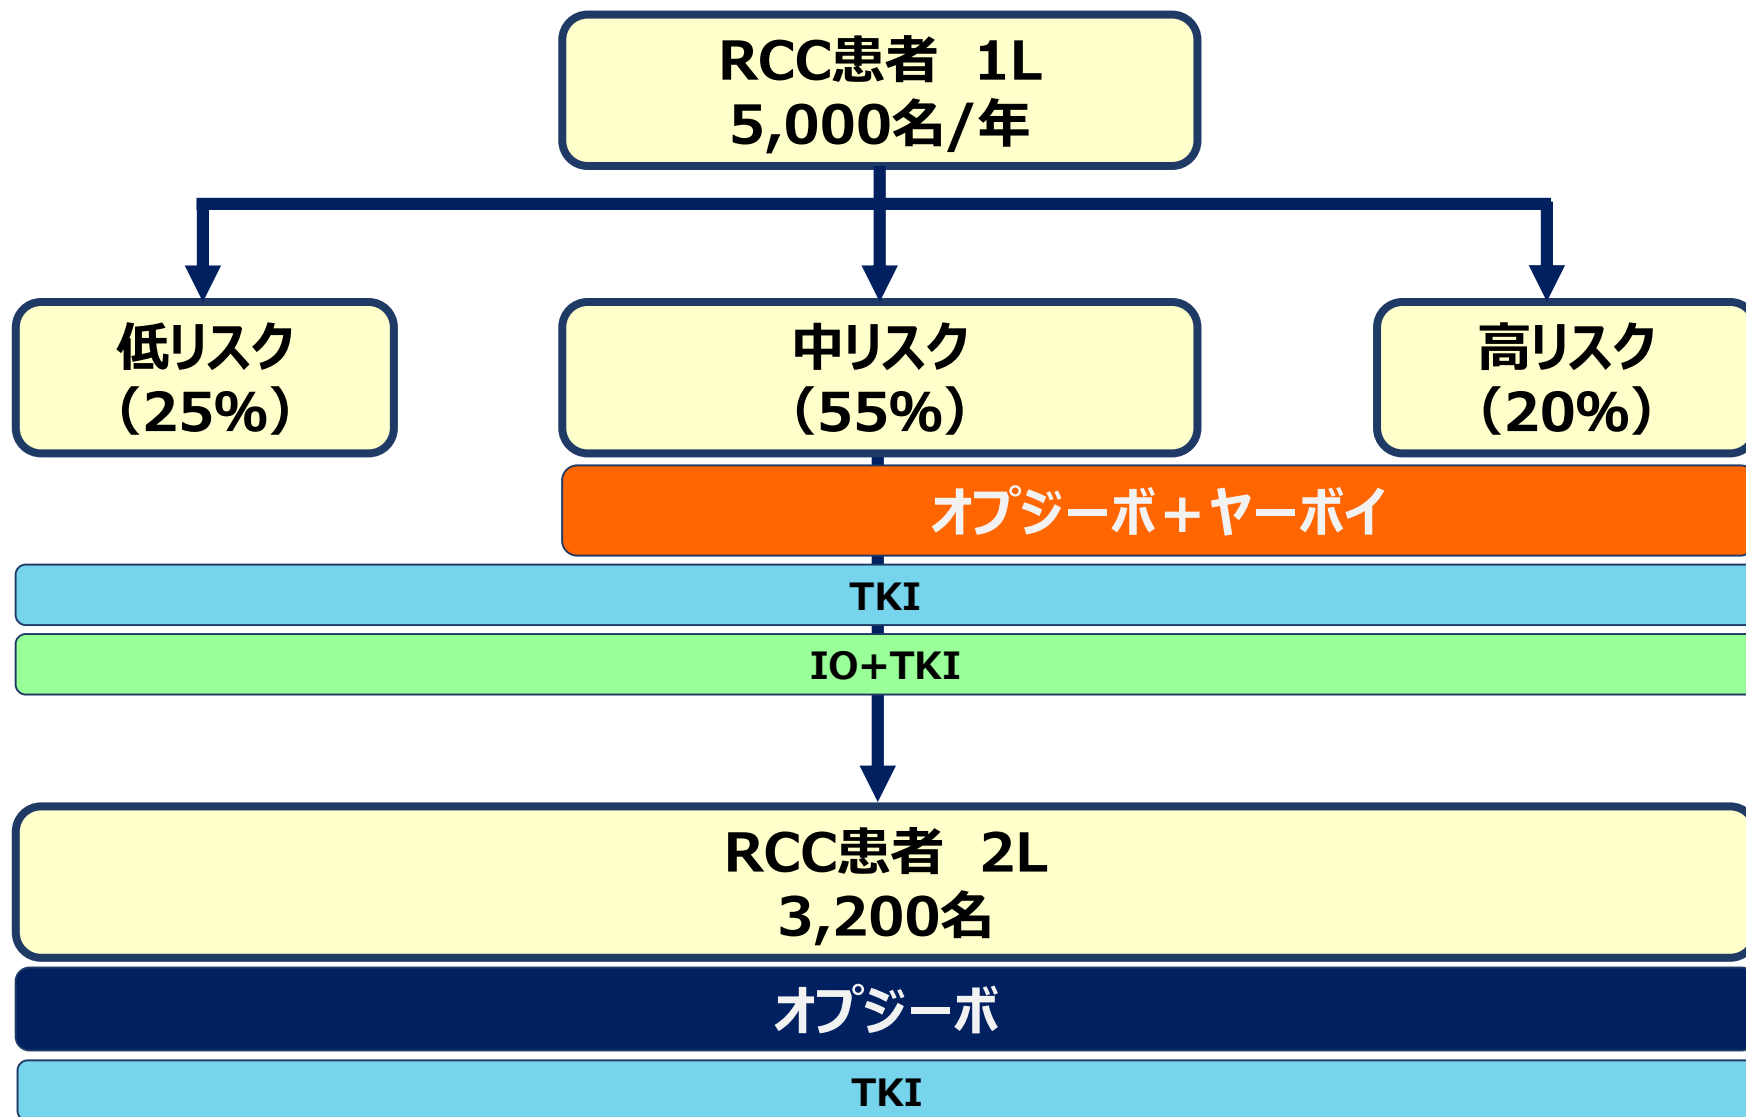 RCC患者　1L
5,000名/年
低リスク
（25%）
中リスク
（55%）
高リスク
（20%）
オプジーボ＋ヤーボイ
TKI
IO+TKI
RCC患者　2L
3,200名
オプジーボ
TKI